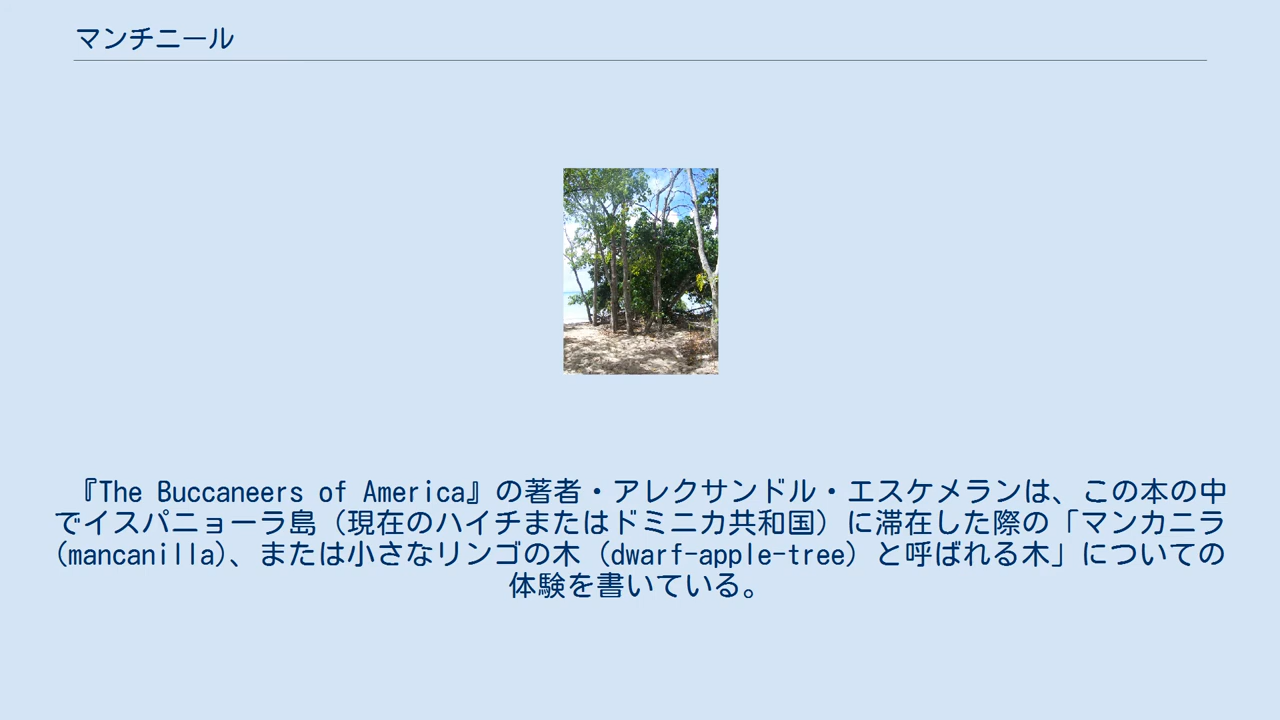 マンチニール
『The Buccaneers of America』の著者・アレクサンドル・エスケメランは、この本の中
でイスパニョーラ島（現在のハイチまたはドミニカ共和国）に滞在した際の「マンカニラ
(mancanilla)、または小さなリンゴの木（dwarf-apple-tree）と呼ばれる木」についての
体験を書いている。